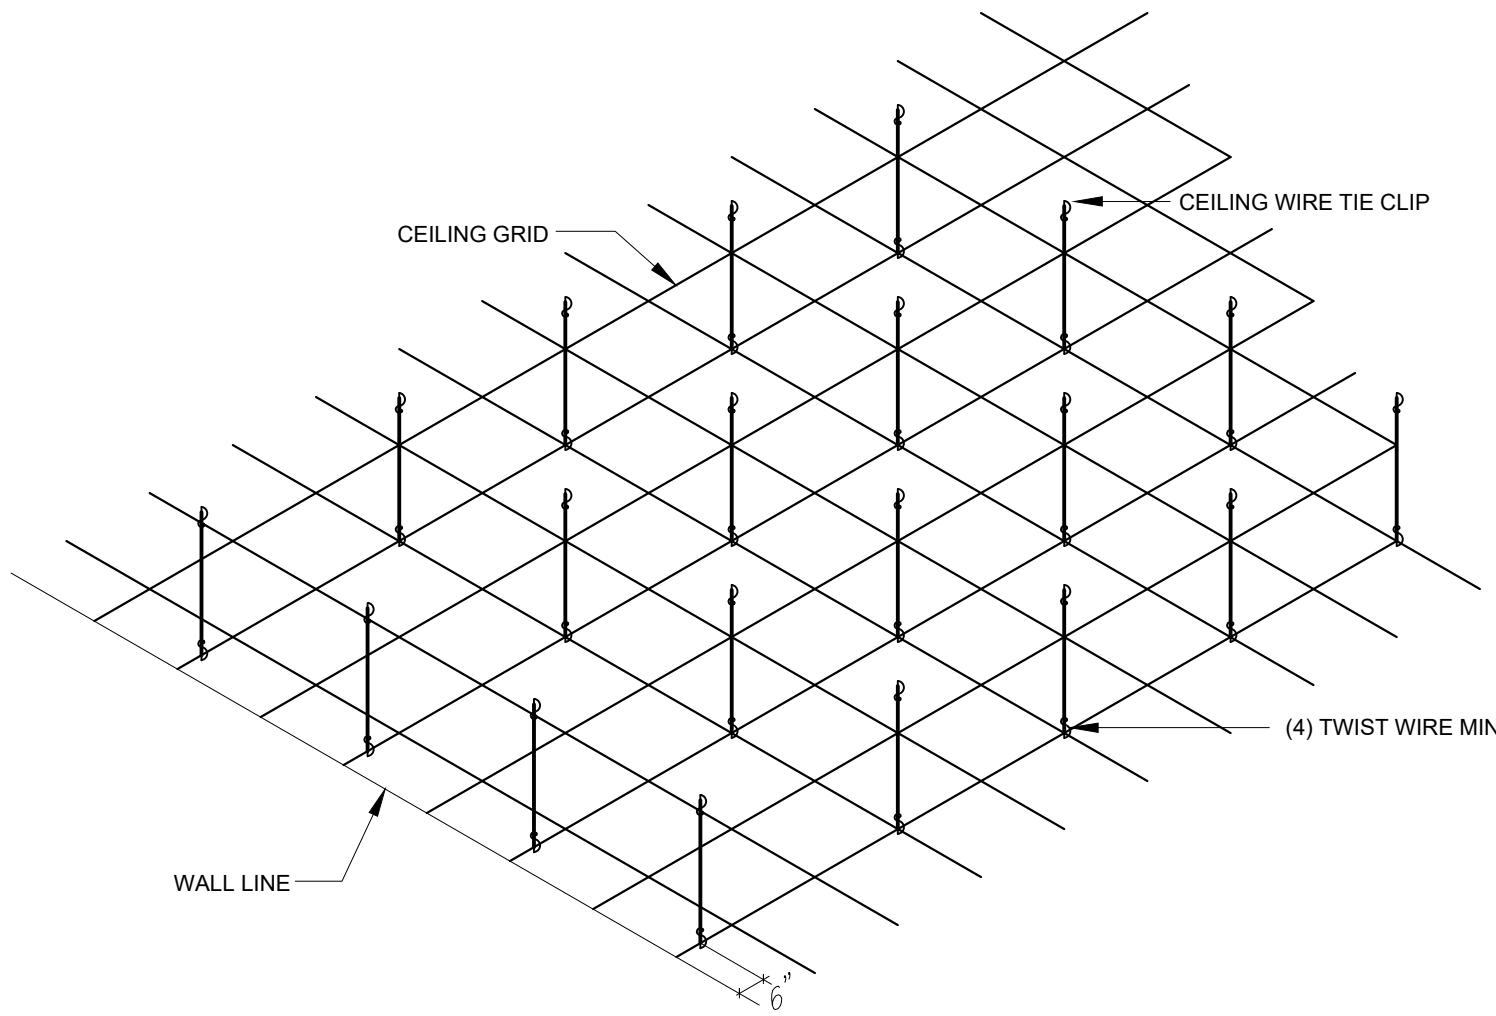 CEILING WIRE TIE CLIP
CEILING GRID
(4) TWIST WIRE MIN
WALL LINE
6"